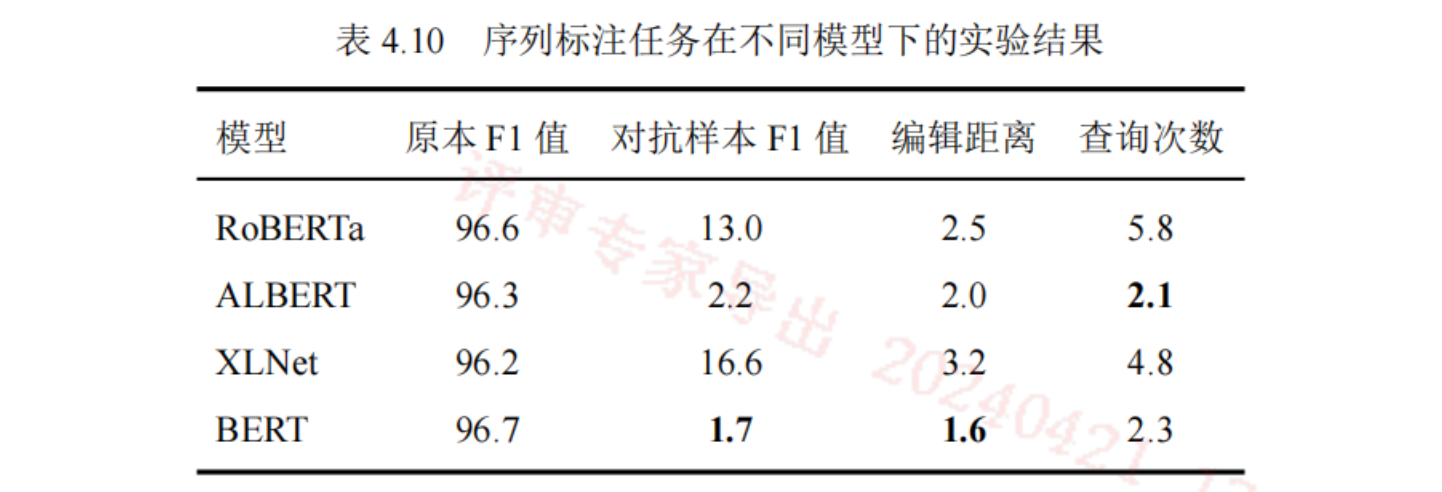 表 4.10 序列标注任务在不同模型下的实验结果
模型 原本 F1 值 对抗样本 F1 值 编辑距离 查询次数
RoBERTa 96.6 13.0 2.5 5.8
ALBERT 96.3 2.2 2.0 2.1
XLNet 96.2 16.6 3.2 4.8
BERT 96.7 1.7 1.6 2.3
评审专家导出 20240421